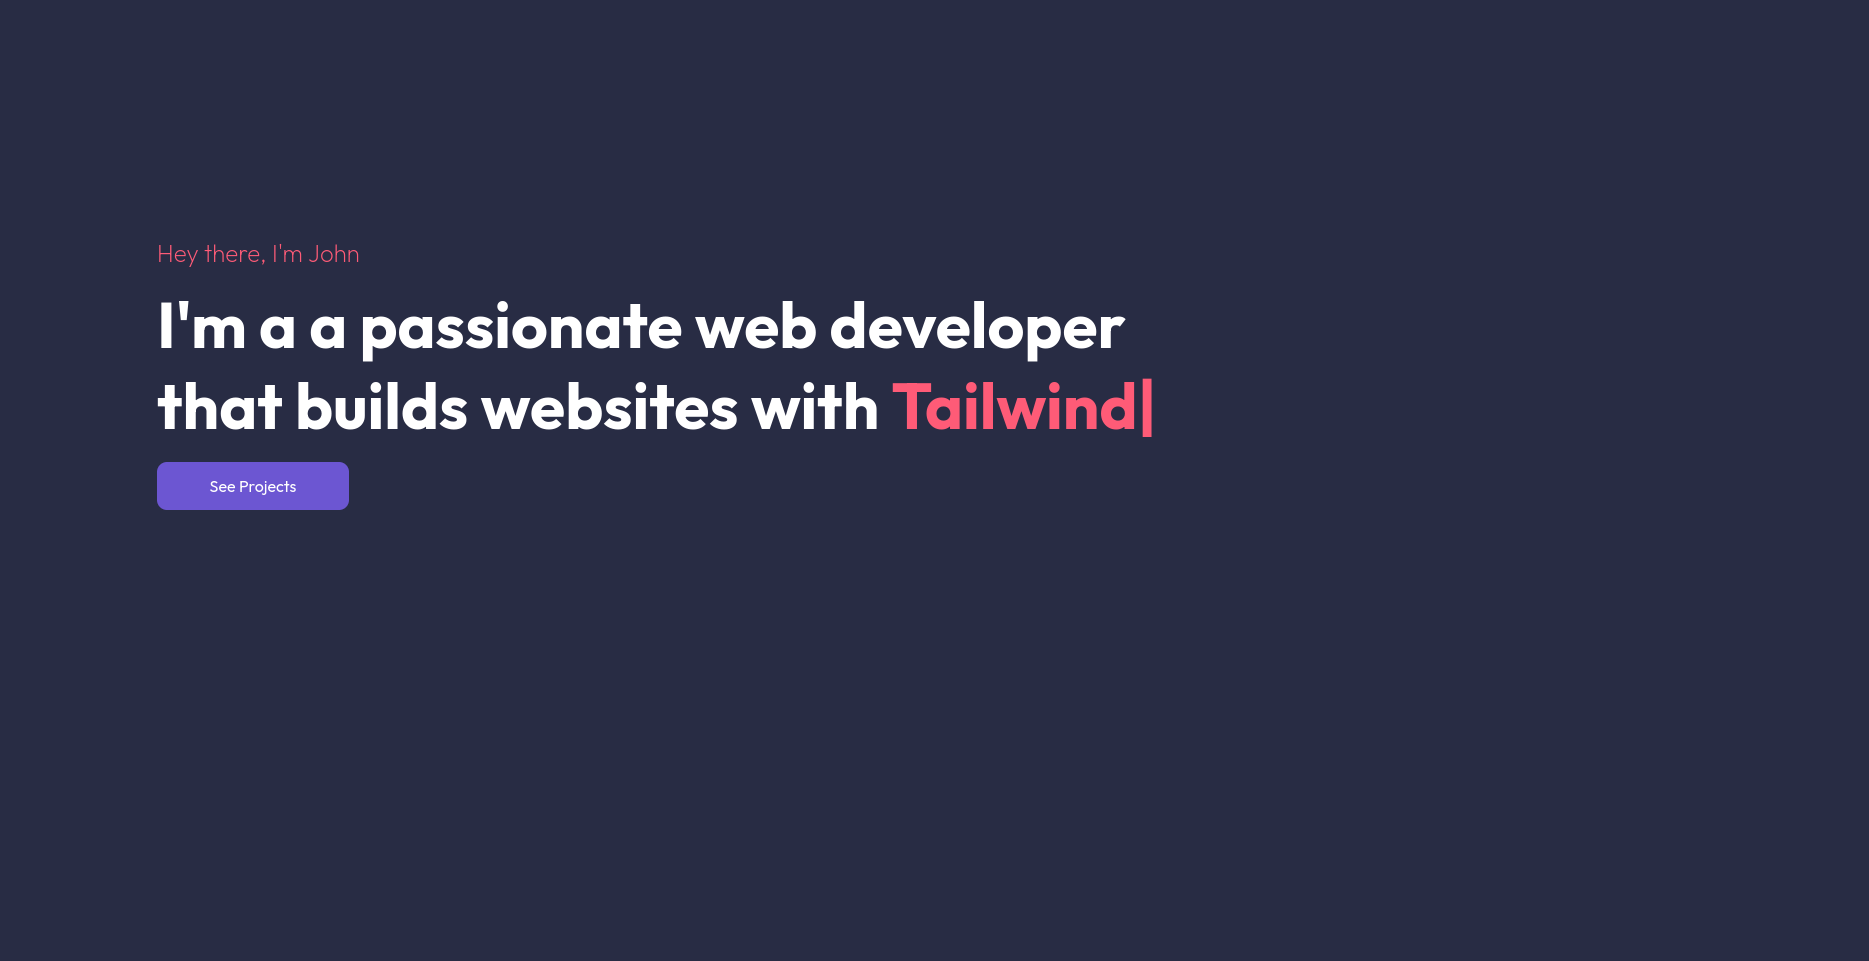 Hey there, I'm John
I'm a a passionate web developer
that builds websites with Tailwind|
See Projects